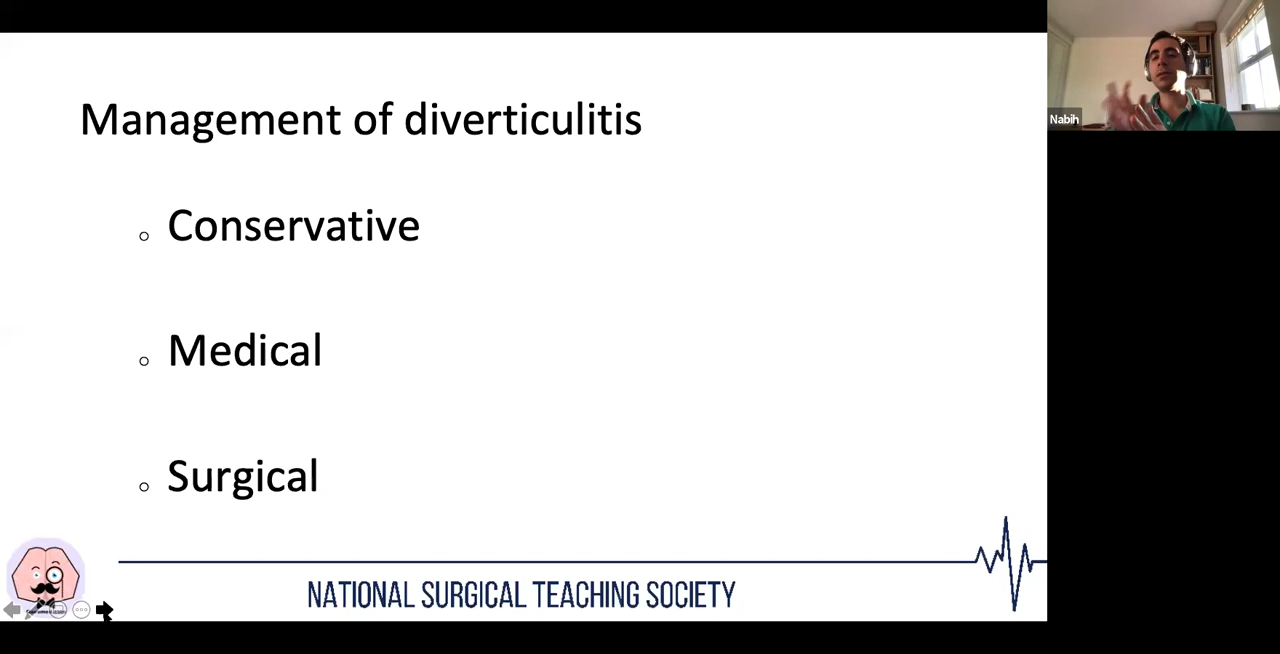 Management of diverticulitis
Conservative
Medical
Surgical
NATIONAL SURGICAL TEACHING SOCIETY
Nabih